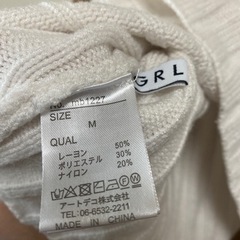 GRL
SIZE
M
QUAL
レーヨン 50%
ポリエステル 30%
ナイロン 20%
アートデコ株式会社
TEL 06-6532-2211
MADE IN CHINA